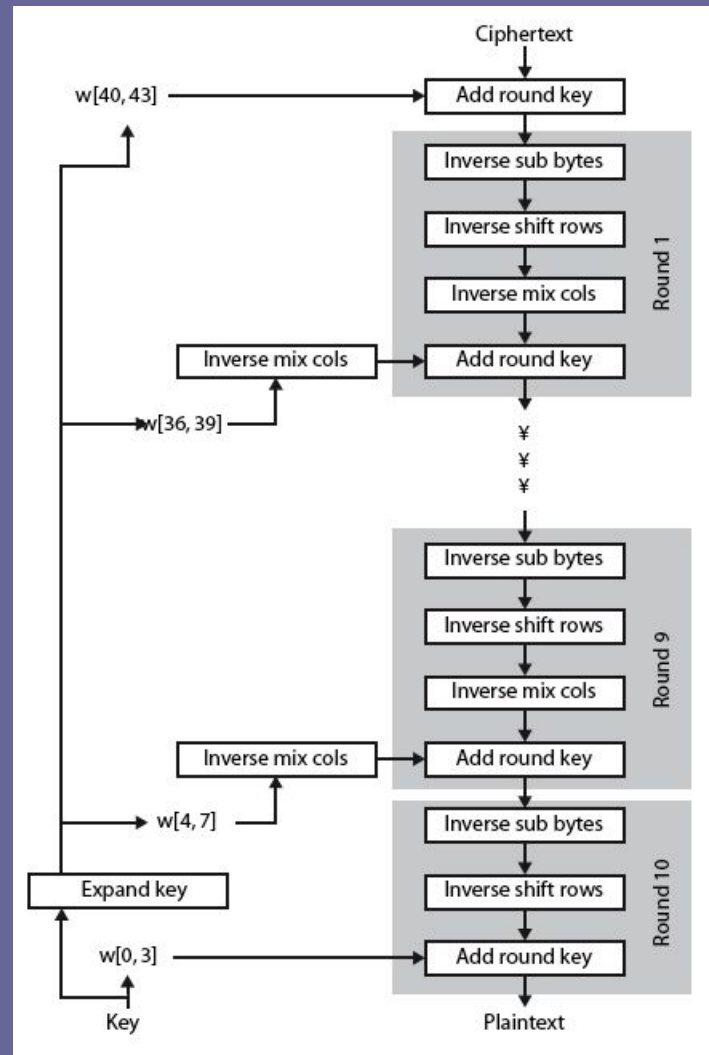 Ciphertext
w[40, 43]
Add round key
Inverse sub bytes
Inverse shift rows
Inverse mix cols
Add round key
Round 1
Inverse mix cols
w[36, 39]
¥
¥
¥
Inverse sub bytes
Inverse shift rows
Inverse mix cols
Add round key
Round 9
Inverse mix cols
w[4, 7]
Inverse sub bytes
Inverse shift rows
Add round key
Round 10
Expand key
w[0, 3]
Key
Plaintext